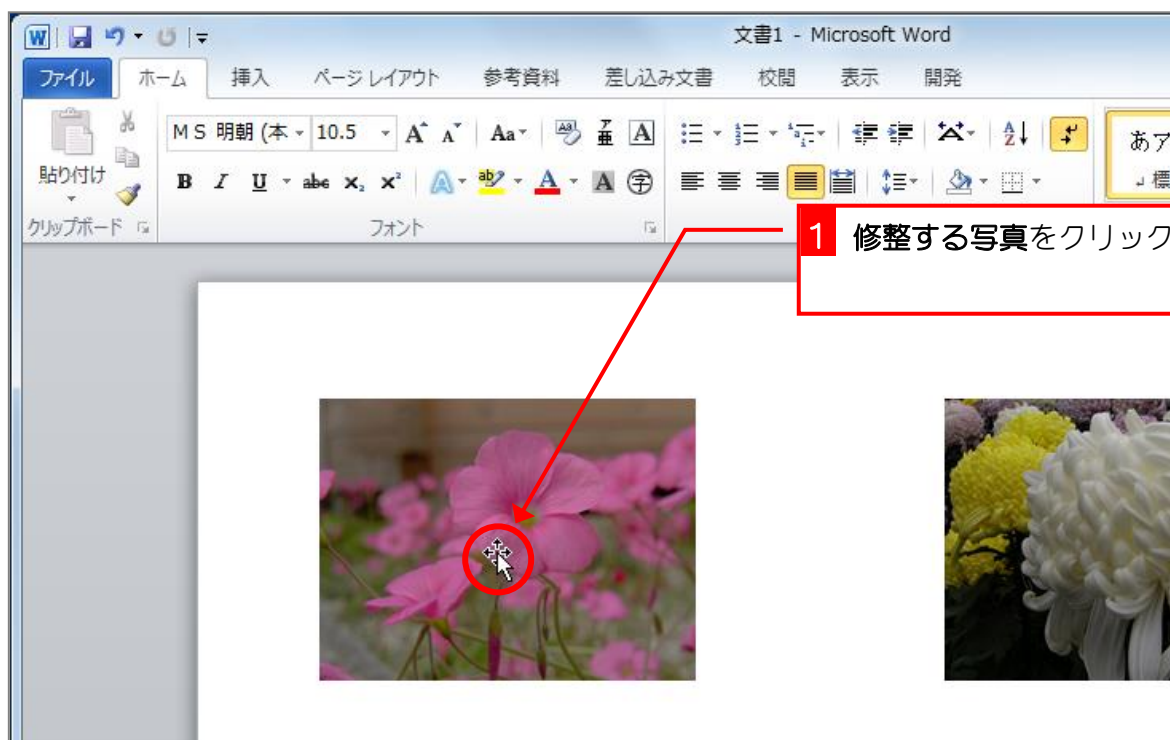 文書1 - Microsoft Word
ファイル ホーム 挿入 ページ レイアウト 参考資料 差し込み文書 校閲 表示 開発
ＭＳ 明朝 (本 10.5 Aa
貼り付け
B I U abc x₂ x² ab A A 字
あア
標
クリップボード フォント
1 修整する写真をクリック